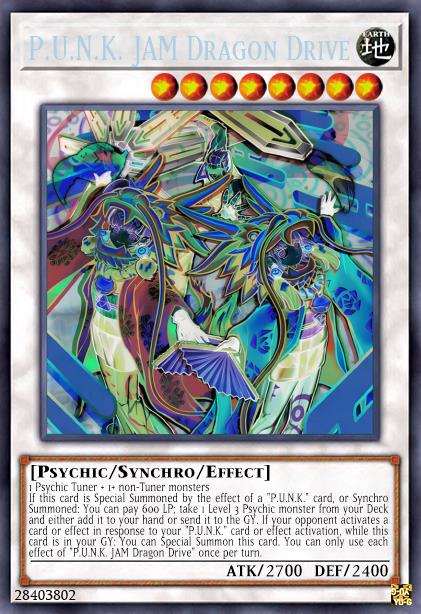 P.U.N.K. JAM Dragon Drive
EARTH
地
[Psychic/Synchro/Effect]
1 Psychic Tuner + 1+ non-Tuner monsters
If this card is Special Summoned by the effect of a "P.U.N.K." card, or Synchro
Summoned: You can pay 600 LP; take 1 Level 3 Psychic monster from your Deck
and either add it to your hand or send it to the GY. If your opponent activates a
card or effect in response to your "P.U.N.K." card or effect activation, while this
card is in your GY: You can Special Summon this card. You can only use each
effect of "P.U.N.K. JAM Dragon Drive" once per turn.
ATK/2700 DEF/2400
28403802